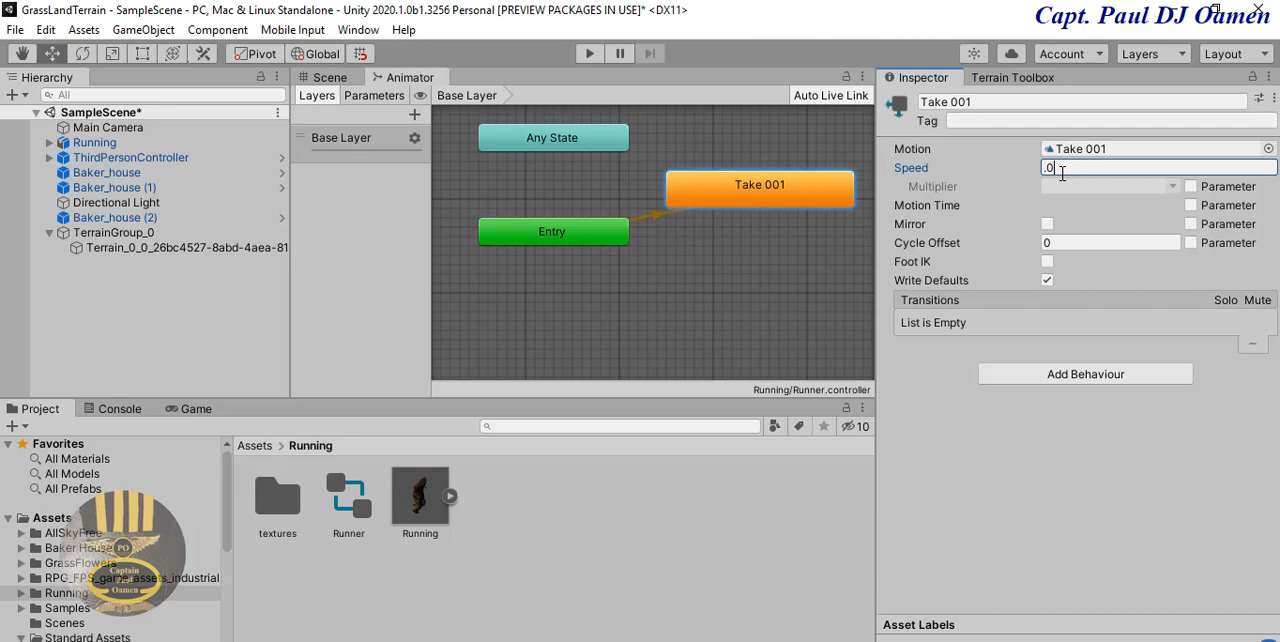 GrassLandTerrain - SampleScene - PC, Mac & Linux Standalone - Unity 2020.1.0b1.3256 Personal [PREVIEW PACKAGES IN USE]* <DX11>
Capt. Paul DJ Oamen
File Edit Assets GameObject Component Mobile Input Window Help
Pivot Global Account Layers Layout
Hierarchy
All
SampleScene*
Main Camera
Running
ThirdPersonController
Baker_house
Baker_house (1)
Directional Light
Baker_house (2)
TerrainGroup_0
Terrain_0_0_26bc4527-8abd-4aea-81
Scene Animator
Layers Parameters Base Layer Auto Live Link
Base Layer
Any State
Take 001
Entry
Running/Runner.controller
Inspector Terrain Toolbox
Take 001
Tag
Motion Take 001
Speed .0
Multiplier Parameter
Motion Time Parameter
Mirror Parameter
Cycle Offset 0 Parameter
Foot IK
Write Defaults
Transitions Solo Mute
List is Empty
Add Behaviour
Asset Labels
Project Console Game
10
Favorites
All Materials
All Models
All Prefabs
Assets
AllSkyFree
Baker House
GrassFlowers
RPG_FPS_game_assets_industrial
Running
Samples
Scenes
Standard Assets
Assets > Running
textures Runner Running
PO
Captain
Paul
Oamen